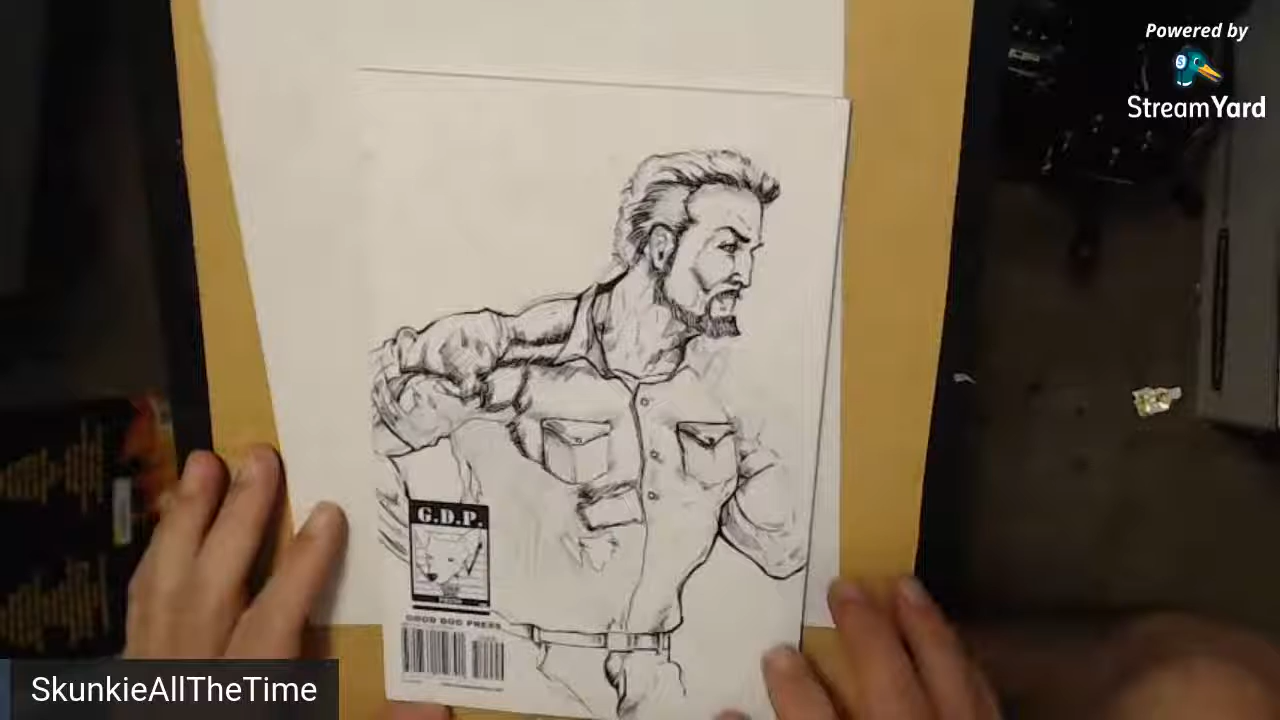 Powered by
StreamYard
G.D.P.
GOOD DOG PRESS
SkunkieAllTheTime